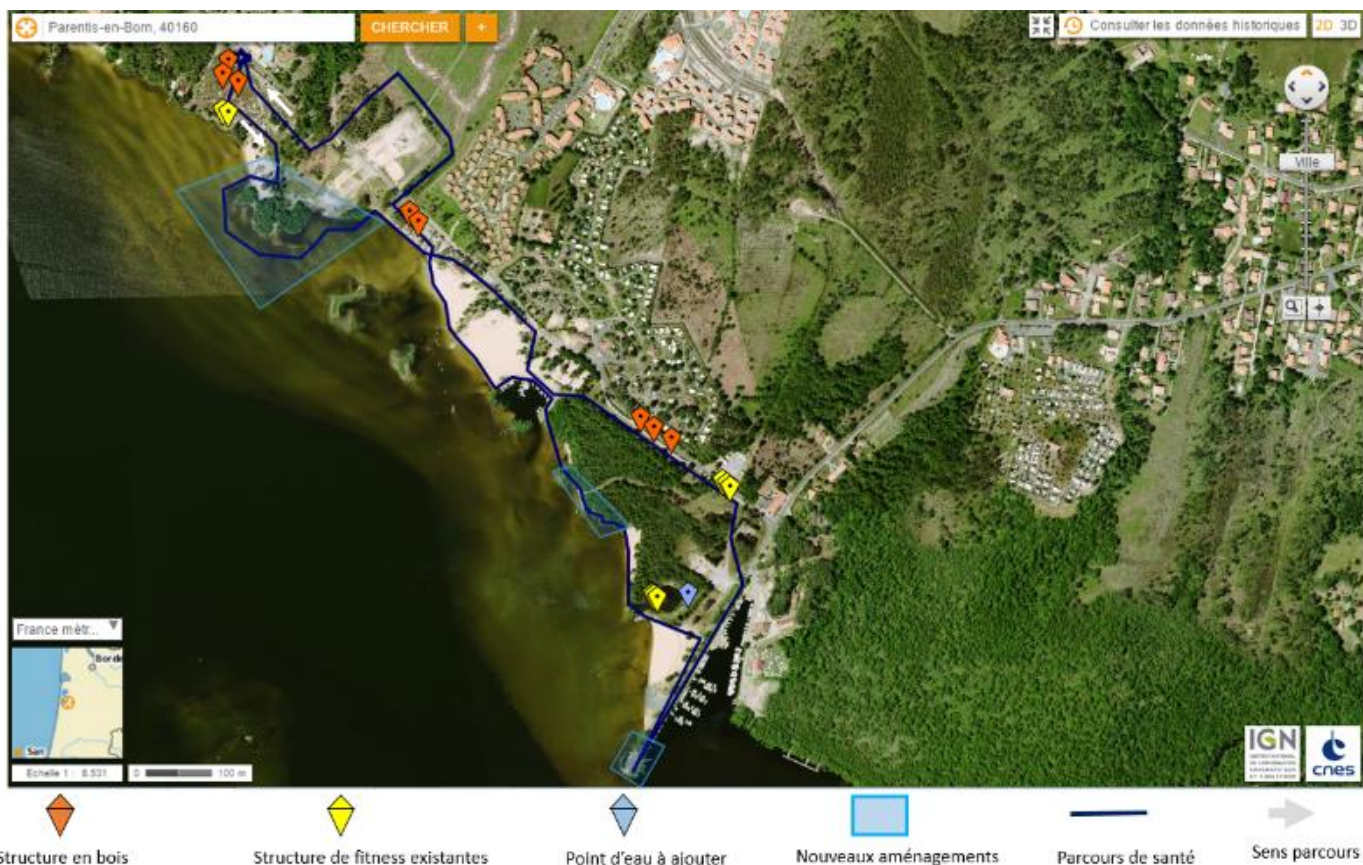 Parentis-en-Born, 40160
CHERCHER
+
Consulter les données historiques
2D 3D
Ville
France métr...
Borde
San
Echelle 1 : 8.531
0
100 m
IGN
cnes
Structure en bois
Structure de fitness existantes
Point d'eau à ajouter
Nouveaux aménagements
Parcours de santé
Sens parcours